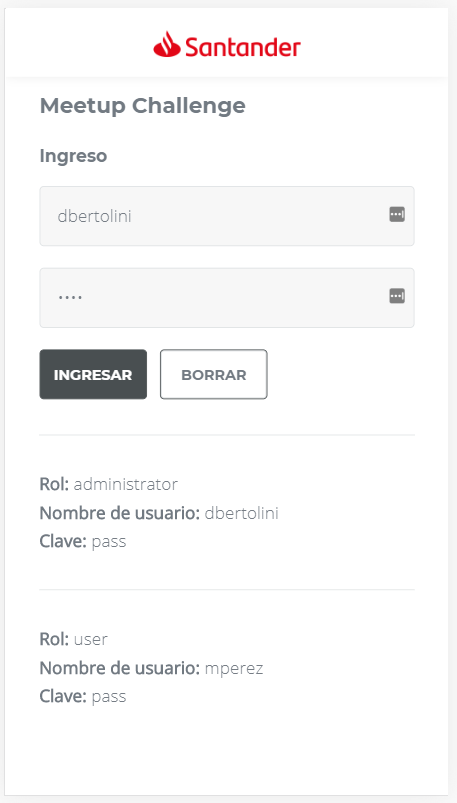 Santander
Meetup Challenge
Ingreso
dbertolini
····
INGRESAR BORRAR
Rol: administrator
Nombre de usuario: dbertolini
Clave: pass
Rol: user
Nombre de usuario: mperez
Clave: pass